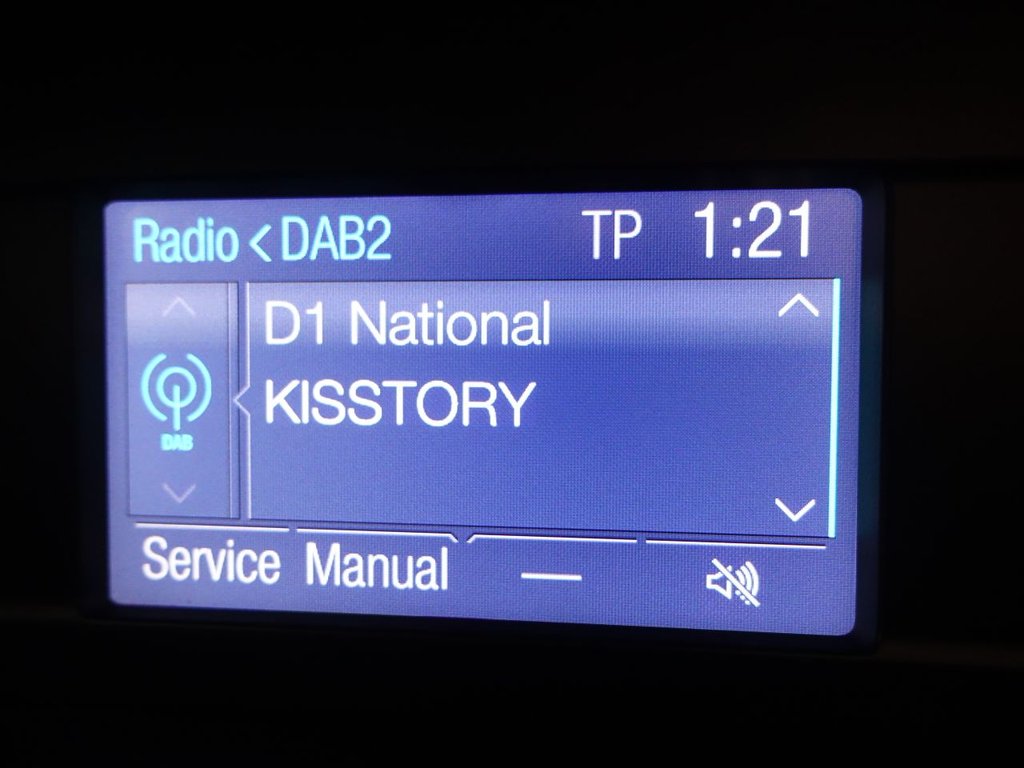 Radio < DAB2 TP 1:21
D1 National
KISSTORY
DAB
Service Manual —